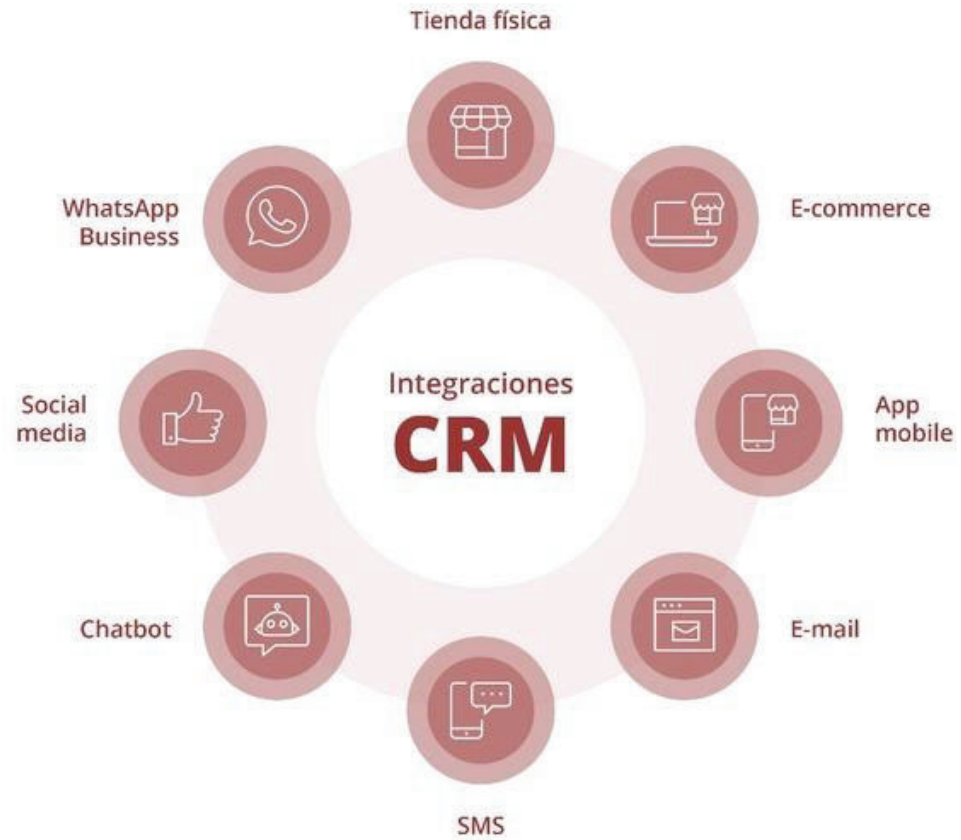 Tienda física
WhatsApp
Business
E-commerce
Integraciones
CRM
Social
media
App
mobile
Chatbot
E-mail
SMS